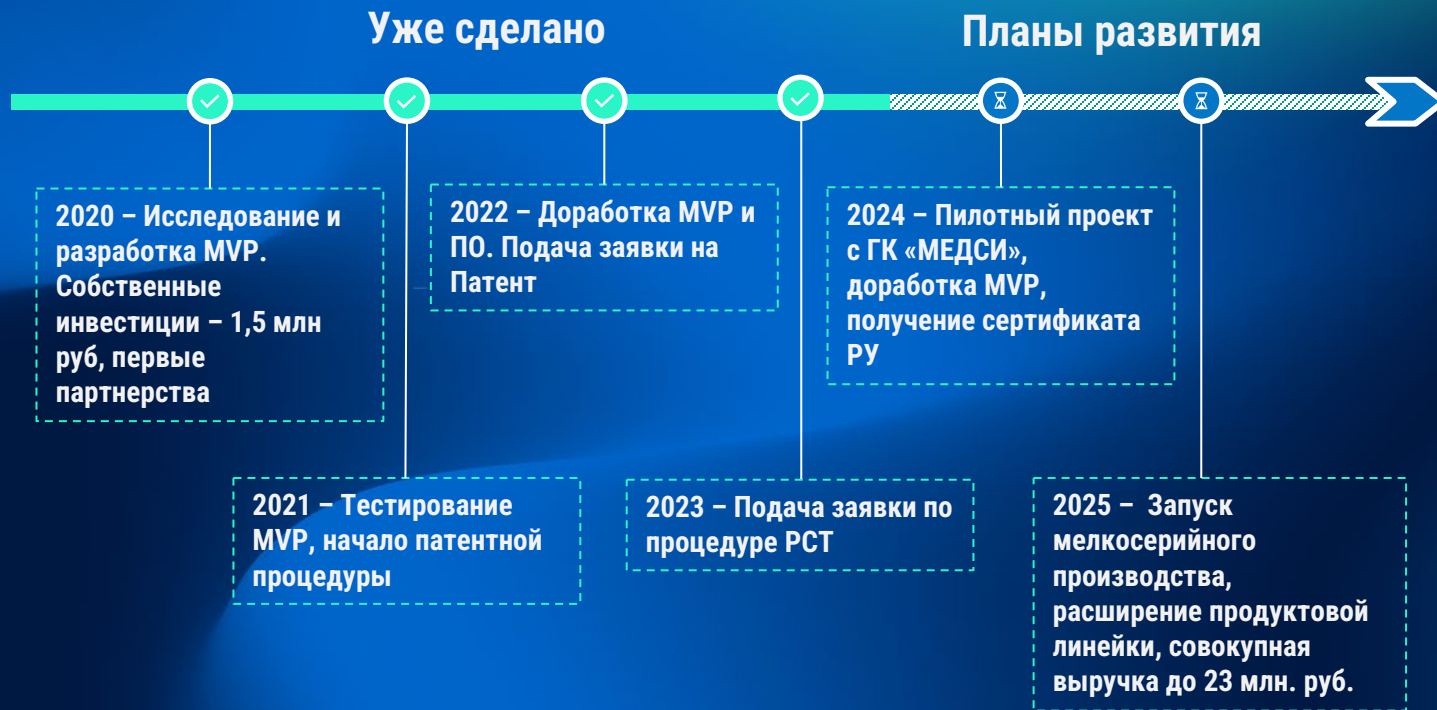 Уже сделано
Планы развития
2020 – Исследование и
разработка MVP.
Собственные
инвестиции – 1,5 млн
руб, первые
партнерства
2021 – Тестирование
MVP, начало патентной
процедуры
2022 – Доработка MVP и
ПО. Подача заявки на
Патент
2023 – Подача заявки по
процедуре РСТ
2024 – Пилотный проект
с ГК «МЕДСИ»,
доработка MVP,
получение сертификата
РУ
2025 – Запуск
мелкосерийного
производства,
расширение продуктовой
линейки, совокупная
выручка до 23 млн. руб.